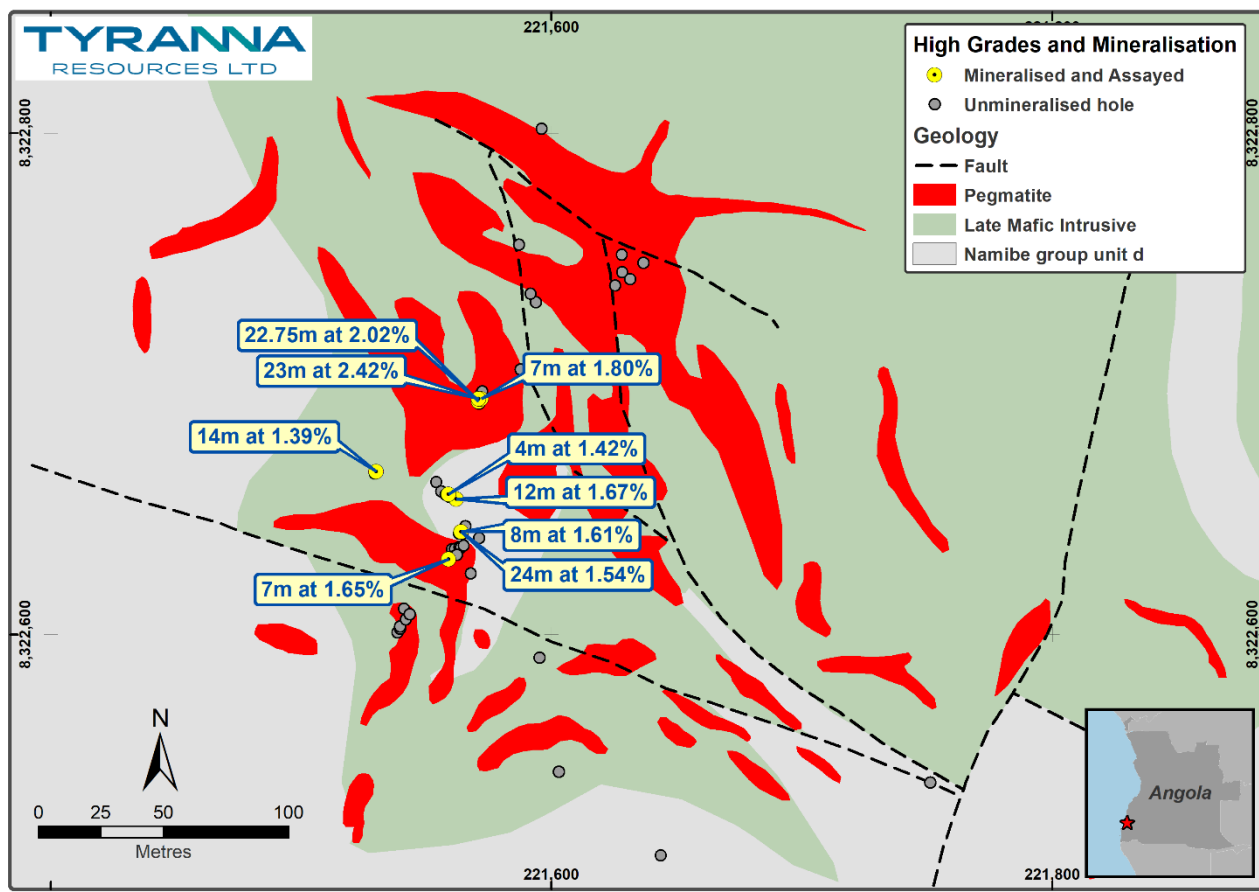 TYRANNA
RESOURCES LTD
221,600
High Grades and Mineralisation
Mineralised and Assayed
Unmineralised hole
Geology
Fault
Pegmatite
Late Mafic Intrusive
Namibe group unit d
8,322,800
8,322,800
22.75m at 2.02%
23m at 2.42%
7m at 1.80%
14m at 1.39%
4m at 1.42%
12m at 1.67%
8m at 1.61%
24m at 1.54%
7m at 1.65%
8,322,600
8,322,600
N
0 25 50 100
Metres
Angola
221,600
221,800